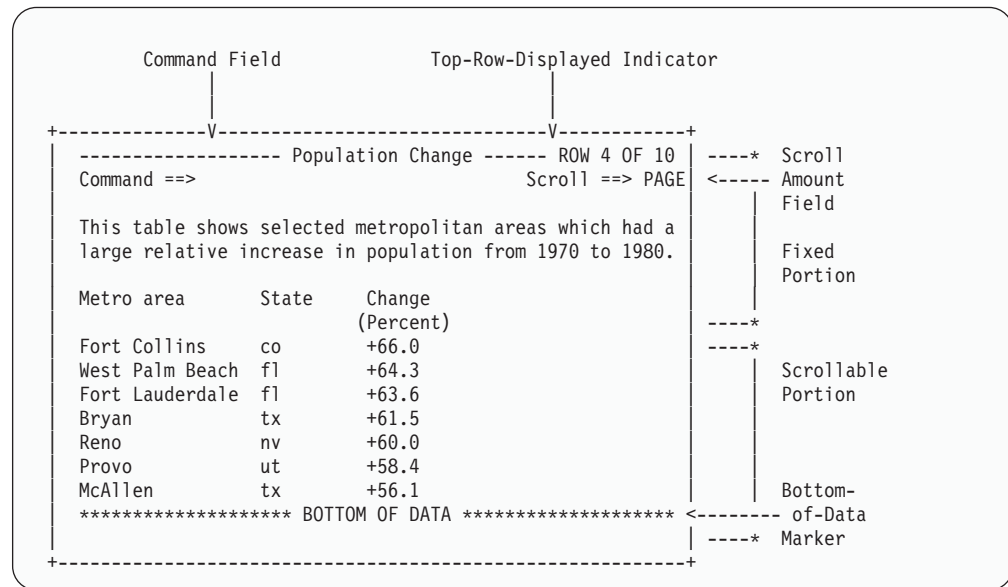 Command Field Top-Row-Displayed Indicator
------------------- Population Change ------ ROW 4 OF 10 ----* Scroll
Command ==> Scroll ==> PAGE <----- Amount
Field
This table shows selected metropolitan areas which had a
large relative increase in population from 1970 to 1980. Fixed
Portion
Metro area State Change
(Percent) ----*
Fort Collins co +66.0 ----*
West Palm Beach fl +64.3 Scrollable
Fort Lauderdale fl +63.6 Portion
Bryan tx +61.5
Reno nv +60.0
Provo ut +58.4
McAllen tx +56.1 Bottom-
******************** BOTTOM OF DATA ******************** <-------- of-Data
----* Marker